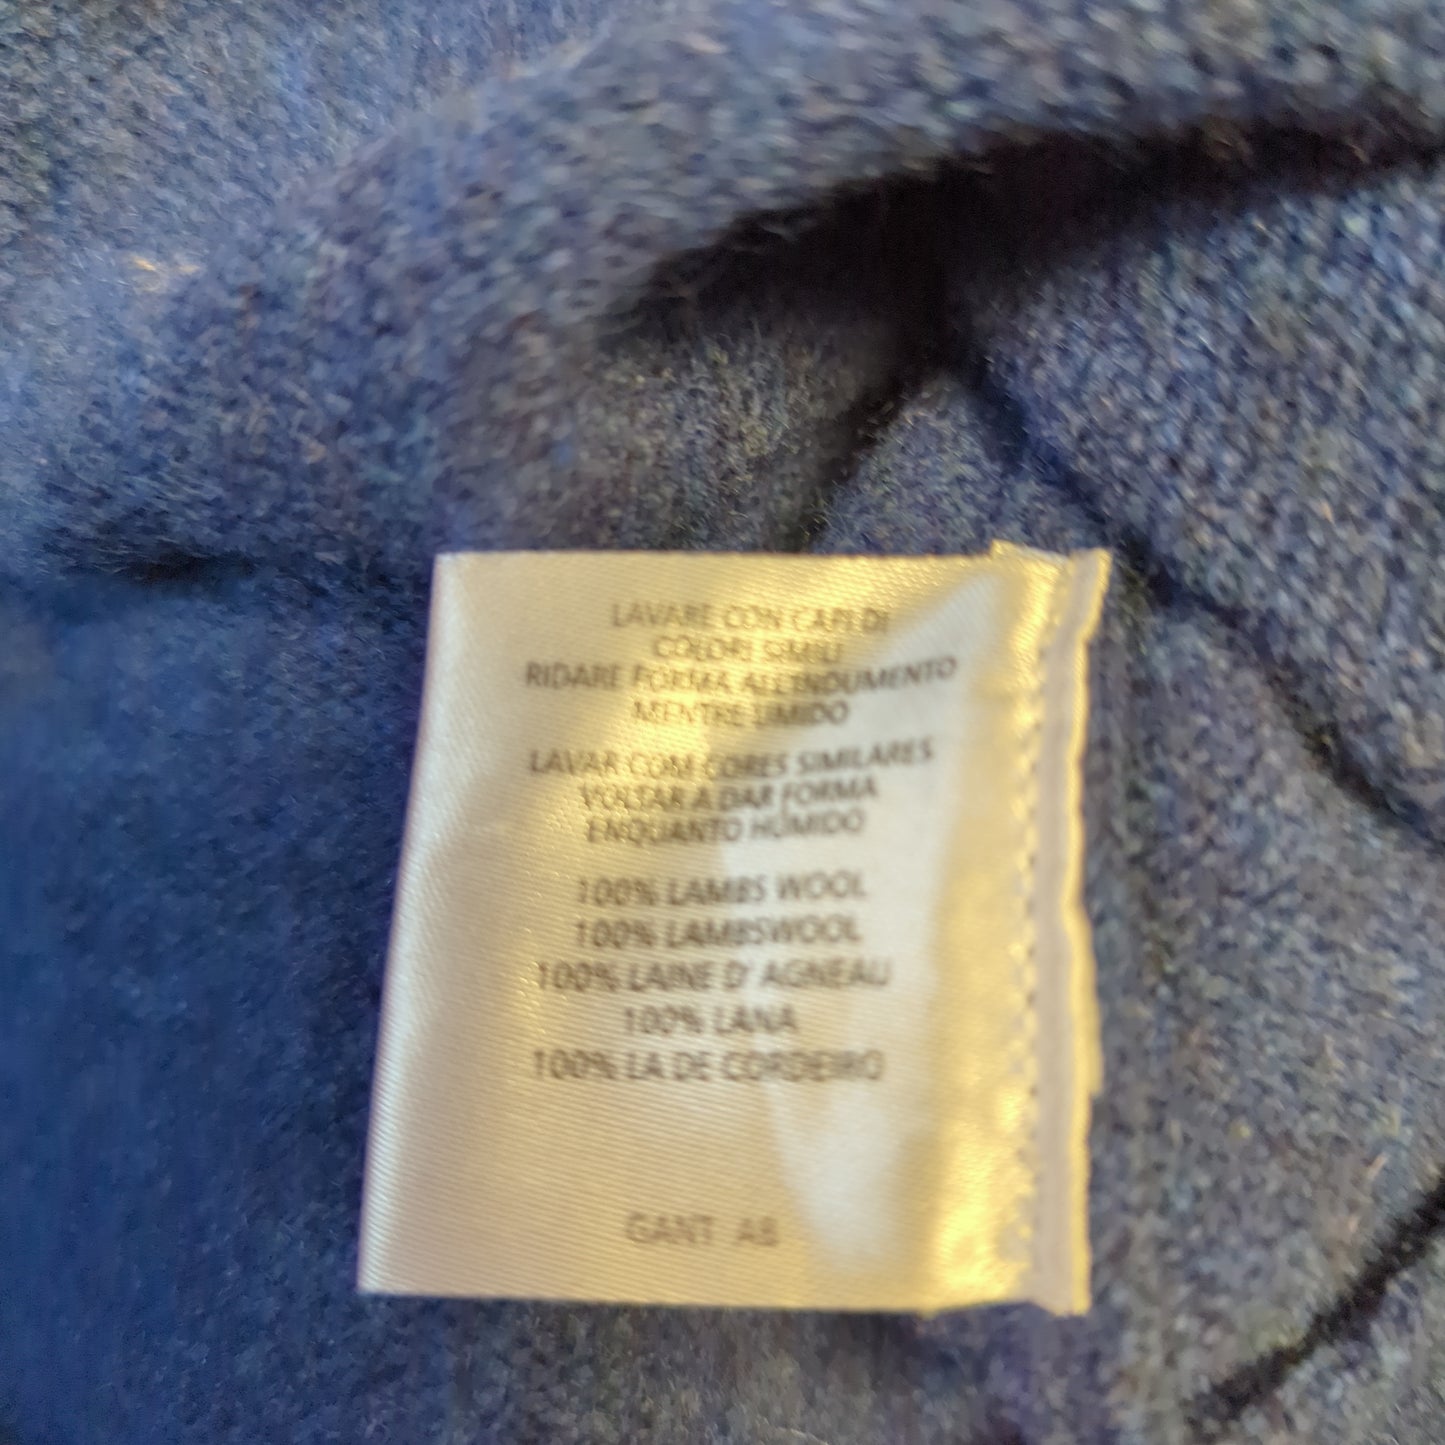 LAVARE CON CAPI DI
COLORI SIMILI
RIDARE FORMA ALL'INDUMENTO
MENTRE UMIDO
LAVAR COM CORES SIMILARES
VOLTAR A DAR FORMA
ENQUANTO HÚMIDO
100% LAMBS WOOL
100% LAMBSWOOL
100% LAINE D' AGNEAU
100% LANA
100% LA DE CORDEIRO
GANT AB